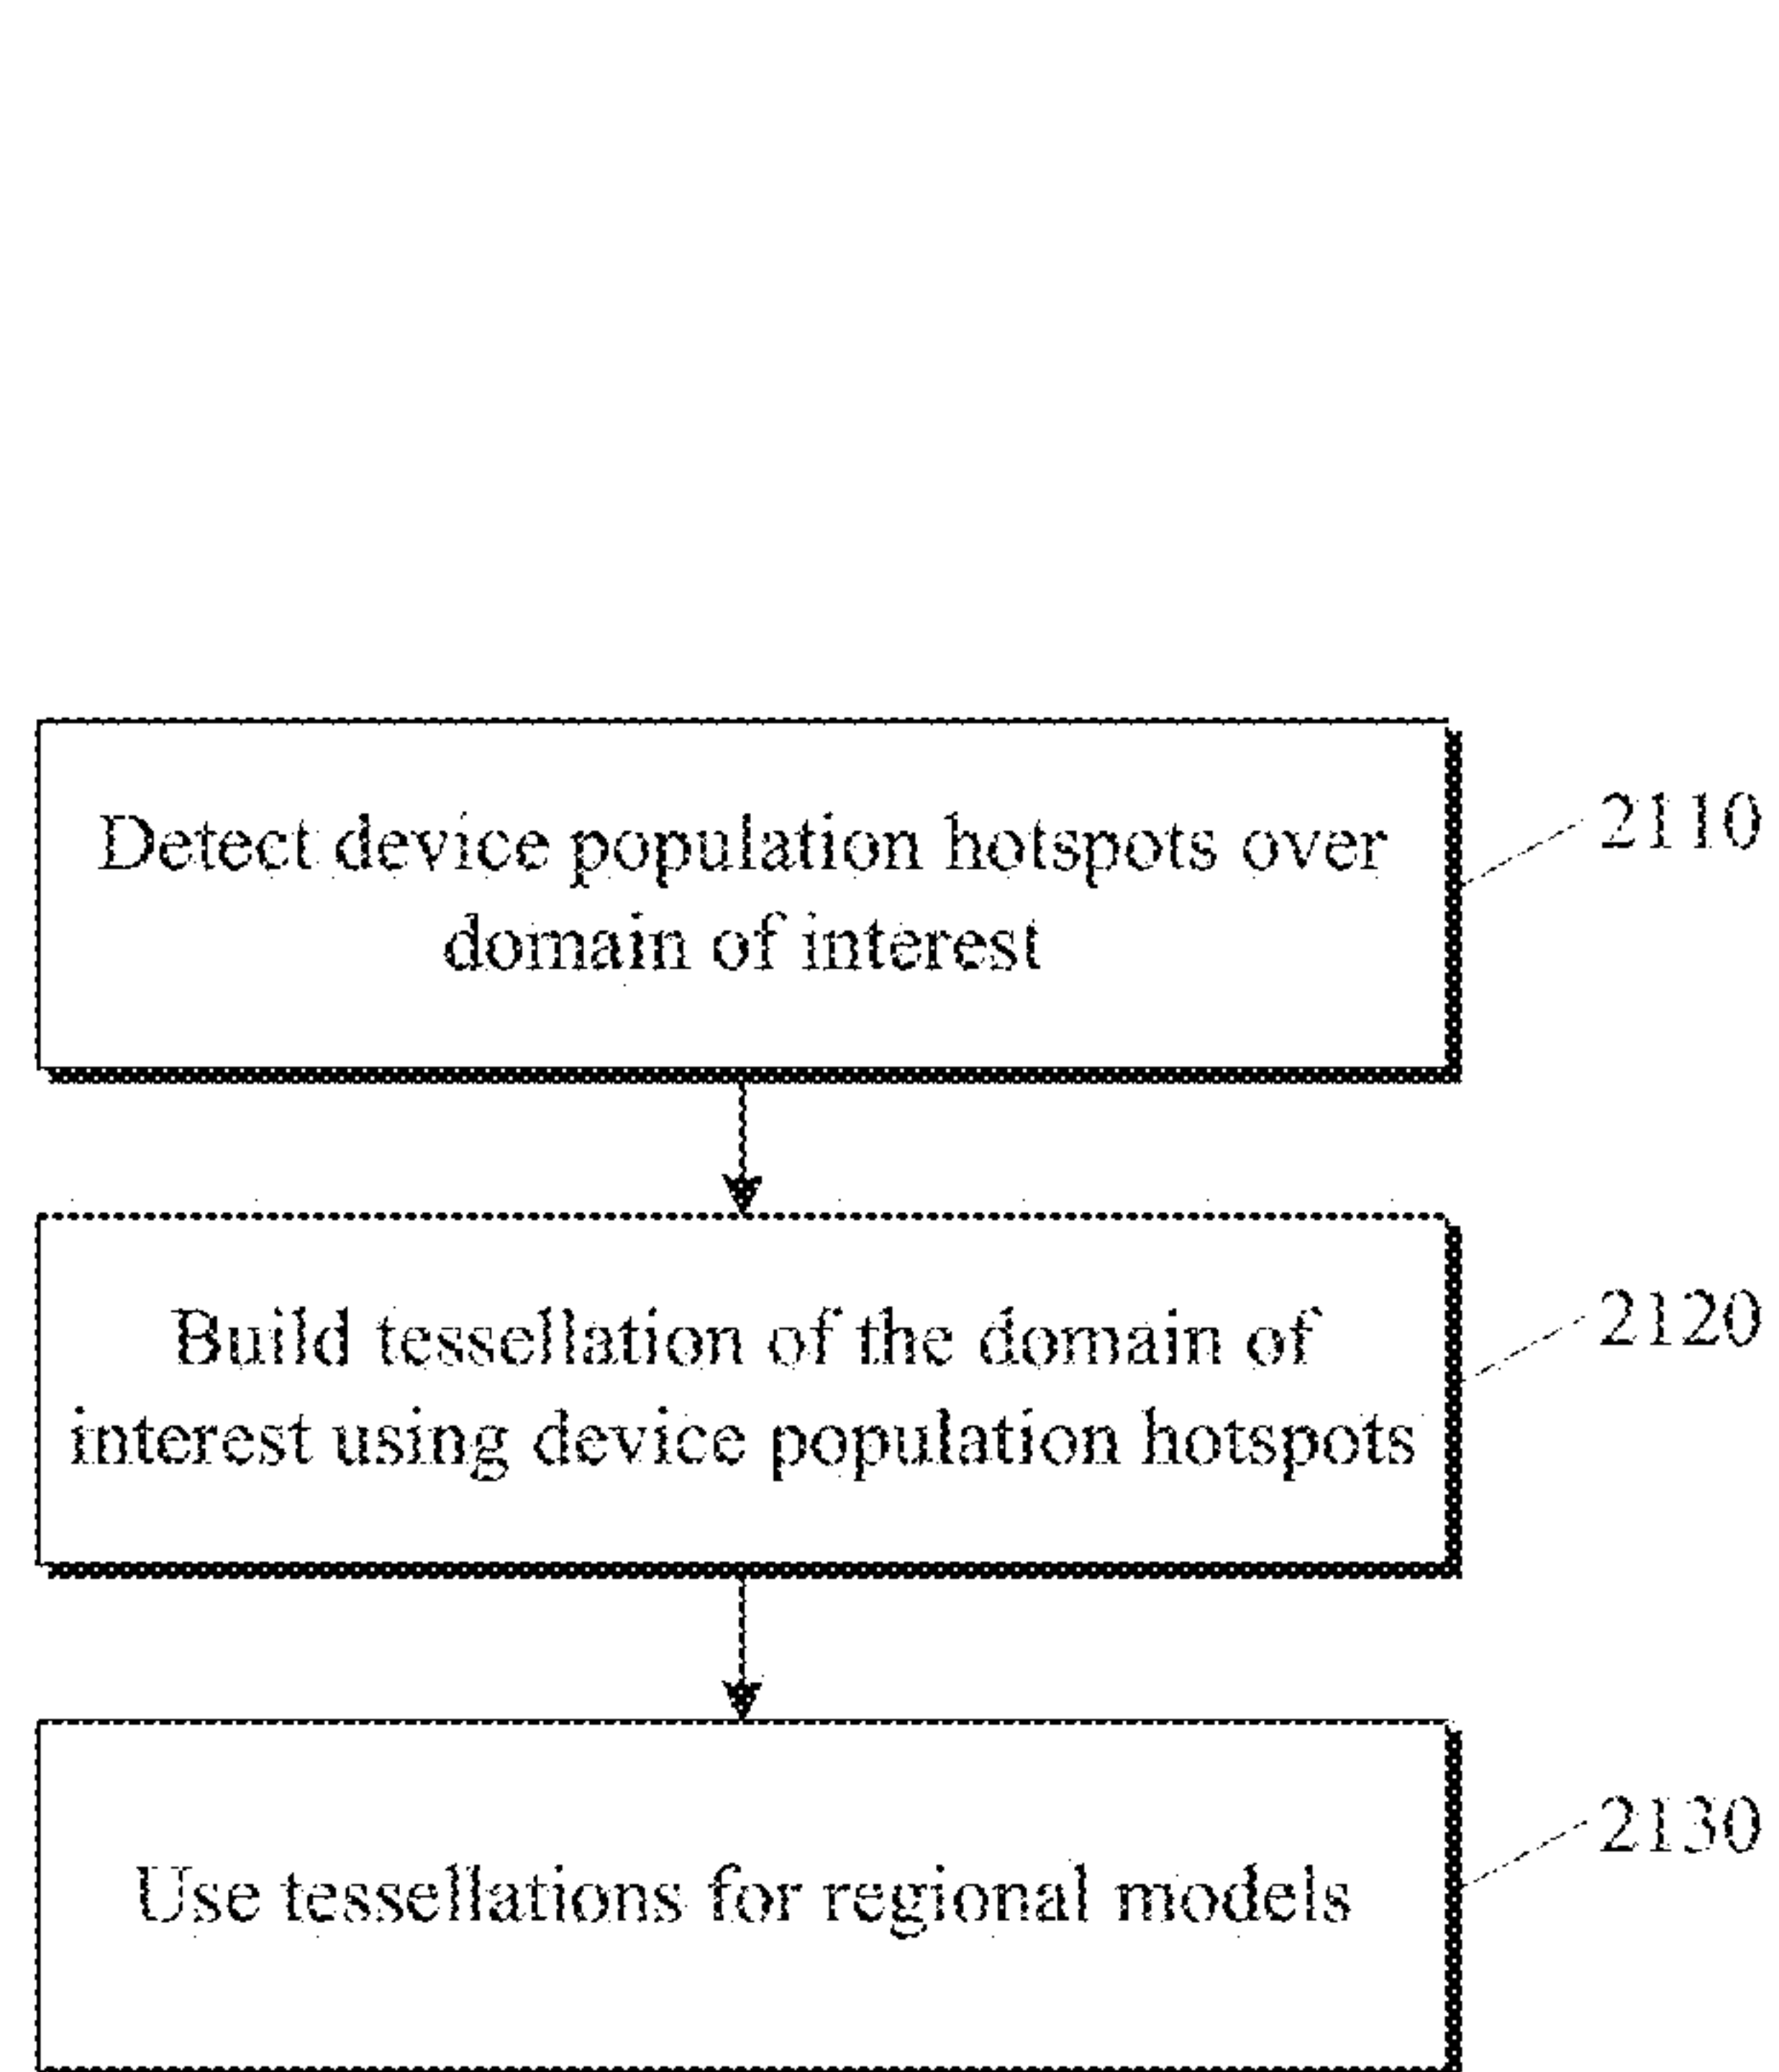 Detect device population hotspots over
domain of interest
2110
Build tessellation of the domain of
interest using device population hotspots
2120
Use tessellations for regional models
2130